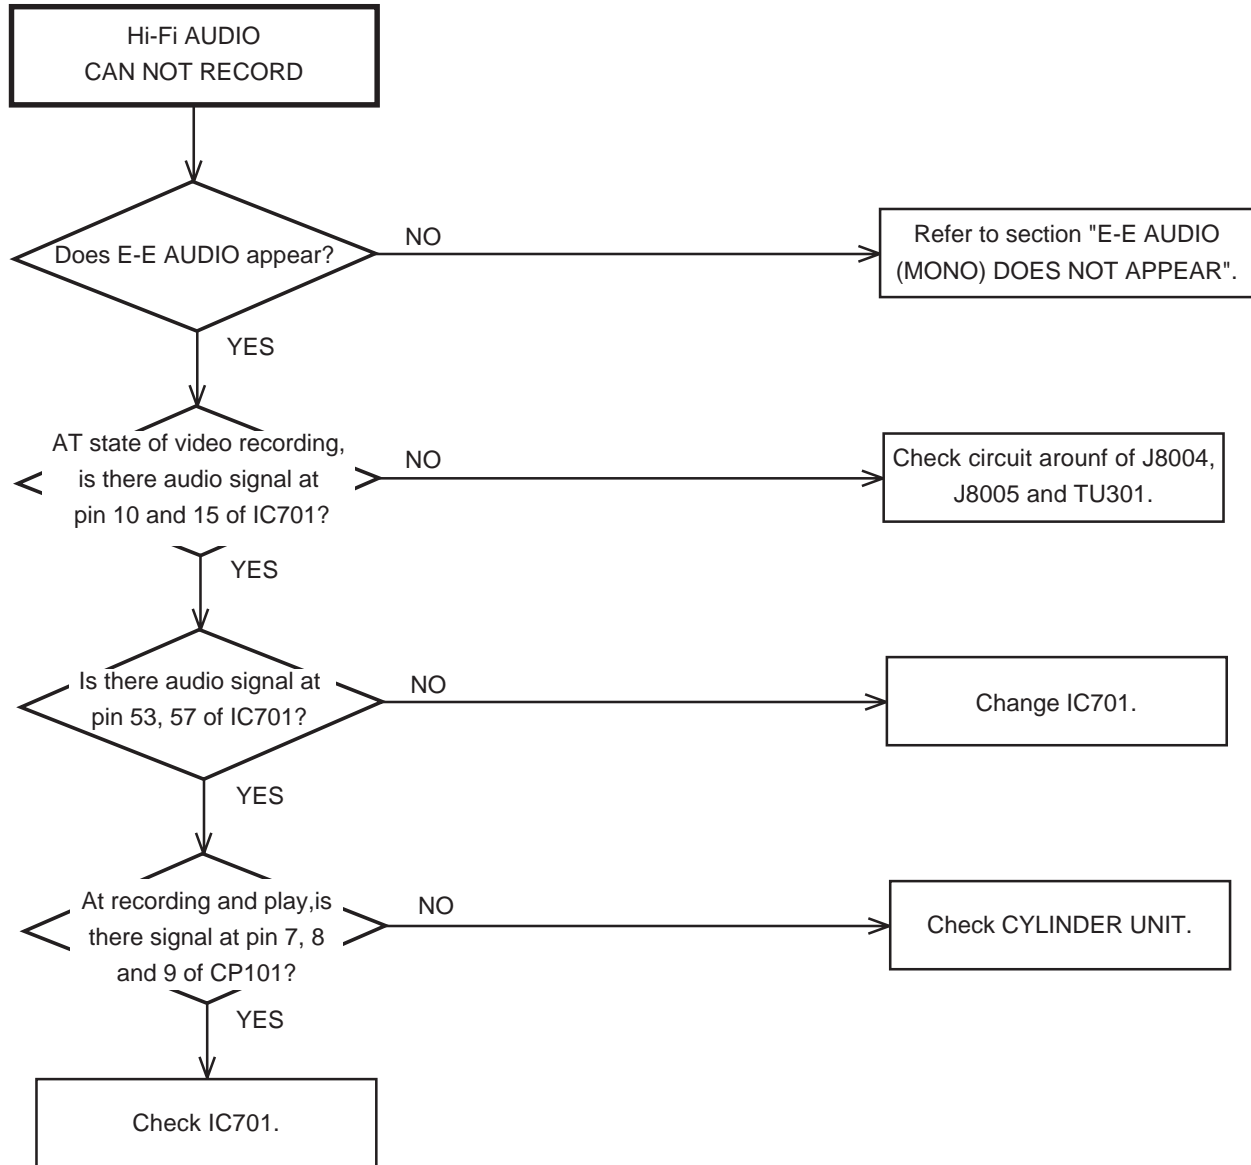 Hi-Fi AUDIO
CAN NOT RECORD
Does E-E AUDIO appear?
NO
Refer to section "E-E AUDIO
(MONO) DOES NOT APPEAR".
YES
AT state of video recording,
is there audio signal at
pin 10 and 15 of IC701?
NO
Check circuit arounf of J8004,
J8005 and TU301.
YES
Is there audio signal at
pin 53, 57 of IC701?
NO
Change IC701.
YES
At recording and play,is
there signal at pin 7, 8
and 9 of CP101?
NO
Check CYLINDER UNIT.
YES
Check IC701.